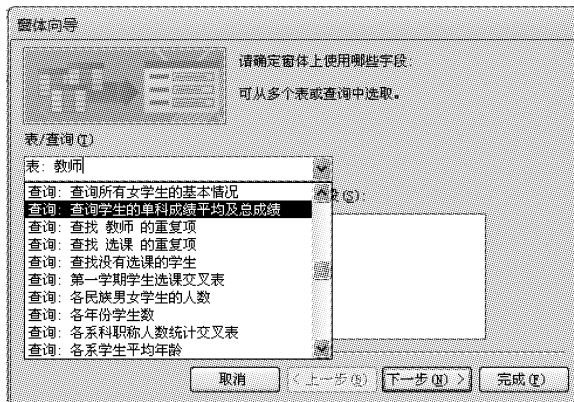 窗体向导
请确定窗体上使用哪些字段:
可从多个表或查询中选取。
表/查询(T)
表: 教师
查询: 查询所有女学生的基本情况
段(S):
查询: 查询学生的单科成绩平均及总成绩
查询: 查找 教师 的重复项
查询: 查找 选课 的重复项
查询: 查找没有选课的学生
查询: 第一学期学生选课交叉表
查询: 各民族男女学生的人数
查询: 各年份学生数
查询: 各系科职称人数统计交叉表
查询: 各系学生平均年龄
取消
< 上一步(B)
下一步(N) >
完成(F)